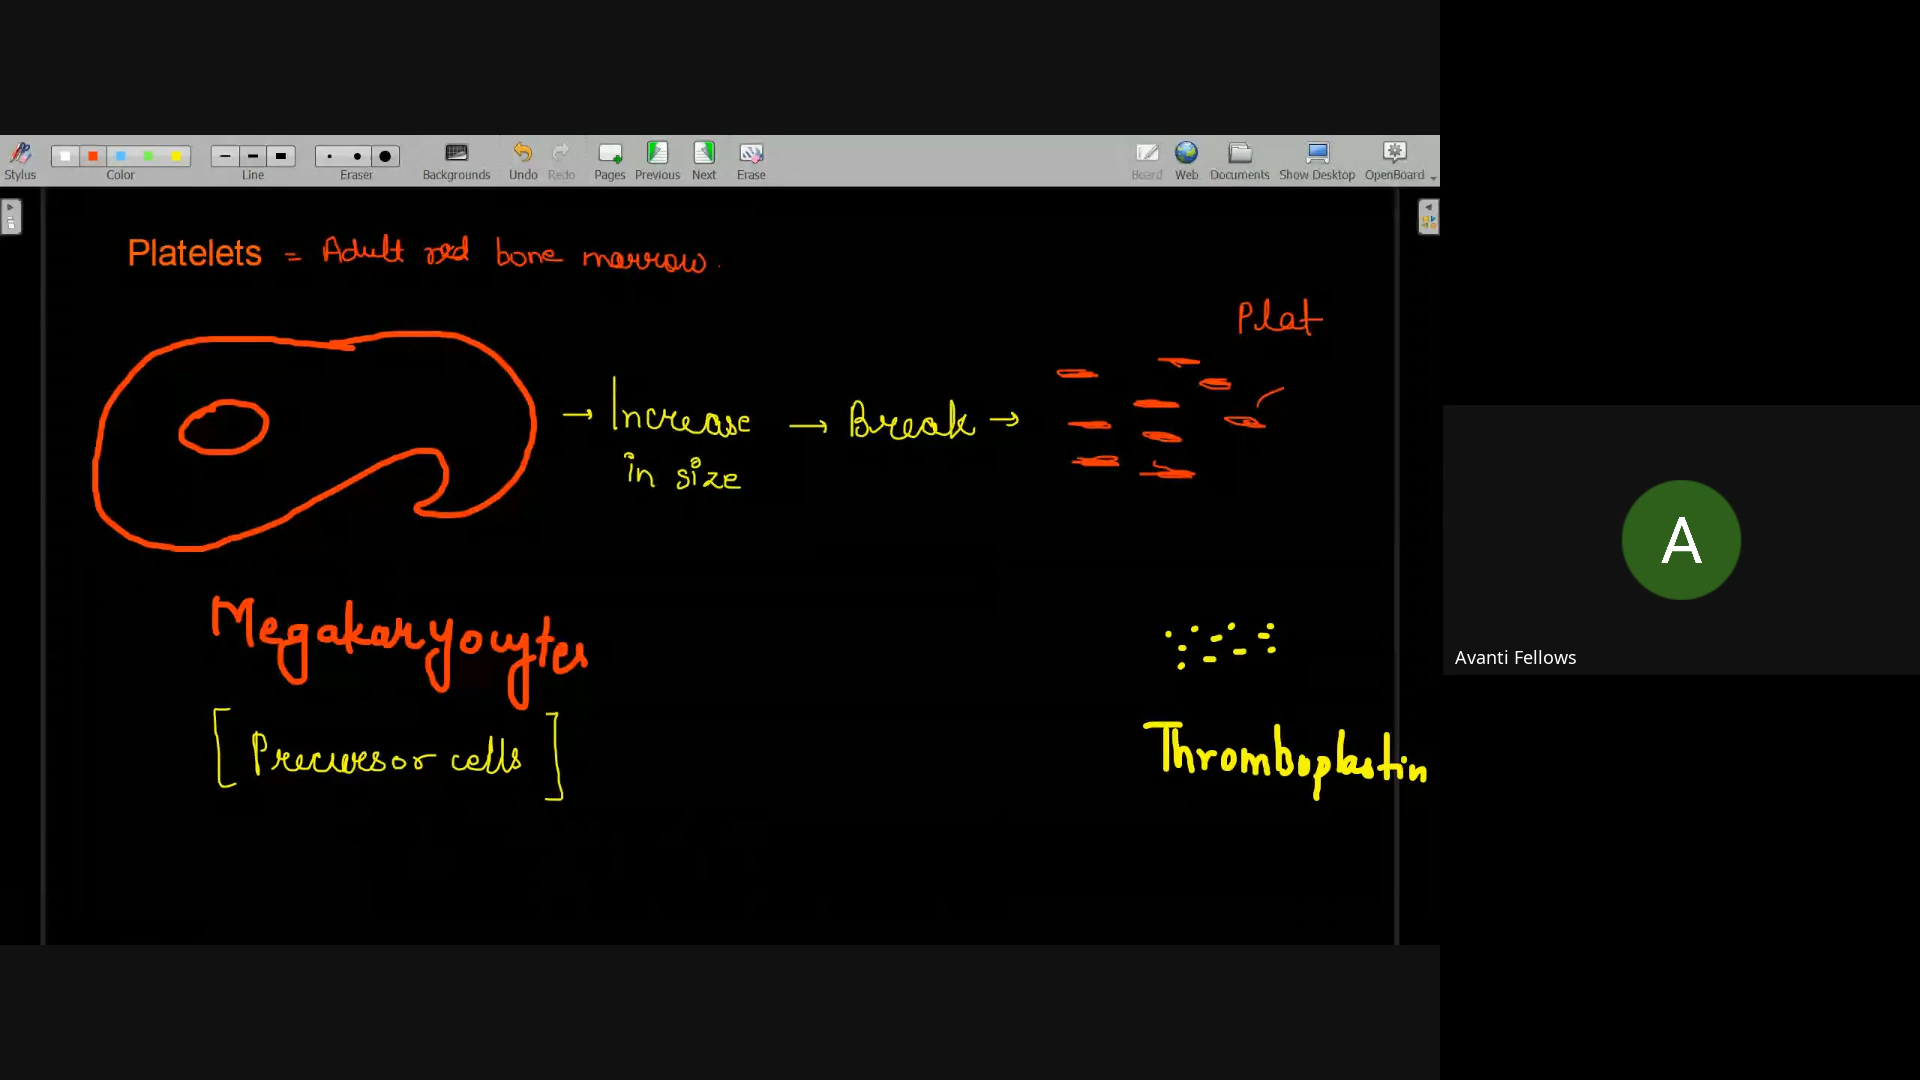 Stylus
Color
Line
Eraser
Backgrounds
Undo
Redo
Pages
Previous
Next
Erase
Board
Web
Documents
Show Desktop
OpenBoard
Platelets = Adult red bone marrow.
Plat
→ Increase → Break →
in size
Megakaryocytes
[Precursor cells]
Thromboplastin
A
Avanti Fellows